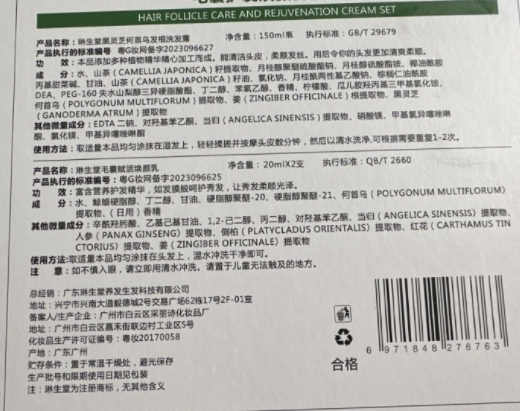 HAIR FOLLICLE CARE AND REJUVENATION CREAM SET
产品名称：琳生堂黑灵芝何首乌发根洗发露 净含量：150ml瓶 执行标准：GB/T 29679
产品执行的标准编号：粤G妆网备字2023096627
功 效：本品添加多种植物精华精心加工而成。能清洁头皮，柔顺发丝。用后令你的头发更加清爽柔顺。
成 分：水、山茶（CAMELLIA JAPONICA）籽提取物、月桂醇聚醚硫酸酯钠、月桂醇硫酸酯铵、椰油酰胺
丙基甜菜碱、甘油、山茶（CAMELLIA JAPONICA）籽油、氯化钠、月桂酰两性基乙酸钠、棕榈仁油酰胺
DEA、PEG-160 失水山梨醇三异硬脂酸酯、丁二醇、苯氧乙醇、香精、柠檬酸、瓜儿胶羟丙基三甲基氯化铵、
何首乌（POLYGONUM MULTIFLORUM）提取物、姜（ZINGIBER OFFICINALE）根提取物、黑灵芝
（GANODERMA ATRUM）提取物
其他微量成分：EDTA 二钠、对羟基苯乙酮、当归（ANGELICA SINENSIS）提取物、硝酸镁、甲基氯异噻唑啉
酮、氯化镁、甲基异噻唑啉酮
使用方法：取适量本品均匀涂抹在湿发上，轻轻揉搓并按摩头皮数分钟，然后以清水洗净，可根据需要重复1-2次。
产品名称：琳生堂毛囊赋活焕颜乳 净含量：20mlX2支 执行标准：QB/T 2660
产品执行的标准编号：粤G妆网备字2023096625
功 效：富含营养护发精华，如发膜般呵护秀发，让秀发柔顺光泽。
成 分：水、鲸蜡硬脂醇、丁二醇、甘油、硬脂醇聚醚-20、硬脂醇聚醚-21、何首乌（POLYGONUM MULTIFLORUM）
提取物、（日用）香精
其他微量成分：辛酰羟肟酸、乙基己基甘油、1,2-己二醇、丙二醇、对羟基苯乙酮、当归（ANGELICA SINENSIS）提取物、
人参（PANAX GINSENG）提取物、侧柏（PLATYCLADUS ORIENTALIS）提取物、红花（CARTHAMUS TIN
CTORIUS）提取物、姜（ZINGIBER OFFICINALE）提取物
使用方法：取适量本品均匀涂抹在头发上，温水冲洗干净即可。
注 意：如不慎入眼，请立即用清水冲洗。请置于儿童无法触及的地方。
总经销：广东琳生堂养发生发科技有限公司
地址：兴宁市兴南大道毅德城2号交易广场62栋17号2F-01室
备案人/生产企业：广州市白云区采墨诗化妆品厂
地址：广州市白云区嘉禾街联边村工业区5号
化妆品生产许可证编号：粤妆20170058
产地：广东广州
贮存条件：置于常温干燥处，避光保存
生产批号和限期使用日期见包装
注：琳生堂为注册商标，无其他含义
合格
6 971848 276763